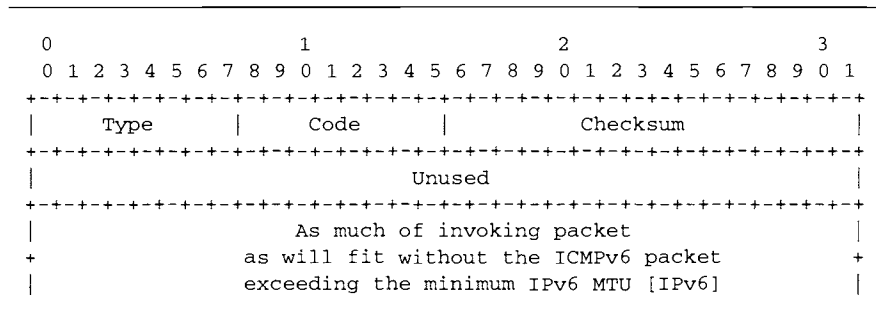 0                   1                   2                   3
0 1 2 3 4 5 6 7 8 9 0 1 2 3 4 5 6 7 8 9 0 1 2 3 4 5 6 7 8 9 0 1
+-+-+-+-+-+-+-+-+-+-+-+-+-+-+-+-+-+-+-+-+-+-+-+-+-+-+-+-+-+-+-+-+
|     Type      |     Code      |          Checksum             |
+-+-+-+-+-+-+-+-+-+-+-+-+-+-+-+-+-+-+-+-+-+-+-+-+-+-+-+-+-+-+-+-+
|                             Unused                            |
+-+-+-+-+-+-+-+-+-+-+-+-+-+-+-+-+-+-+-+-+-+-+-+-+-+-+-+-+-+-+-+-+
|                    As much of invoking packet                 |
+                as will fit without the ICMPv6 packet          +
|                exceeding the minimum IPv6 MTU [IPv6]          |